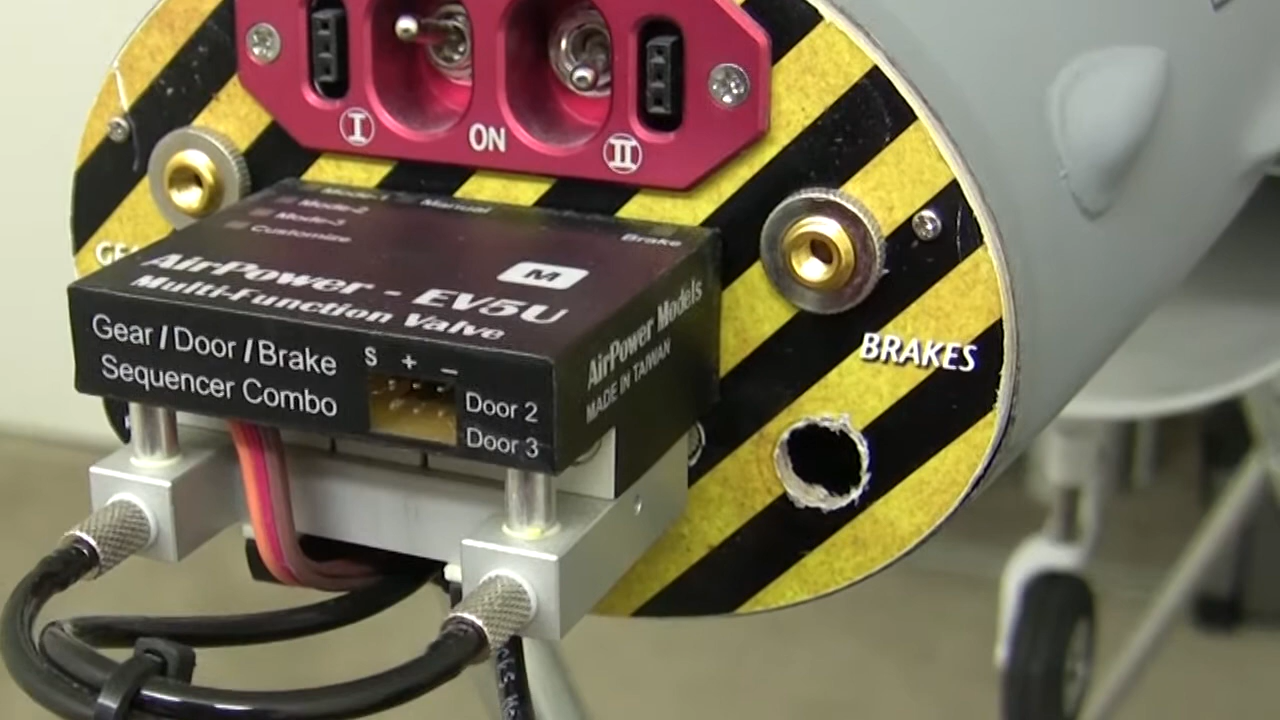 I
ON
II
Mode-1 Manual
Mode-2
Mode-3
Customize
Brake
M
AirPower - EV5U
Multi-Function Valve
Gear / Door / Brake
Sequencer Combo
S + −
Door 2
Door 3
AirPower Models
MADE IN TAIWAN
GE
BRAKES